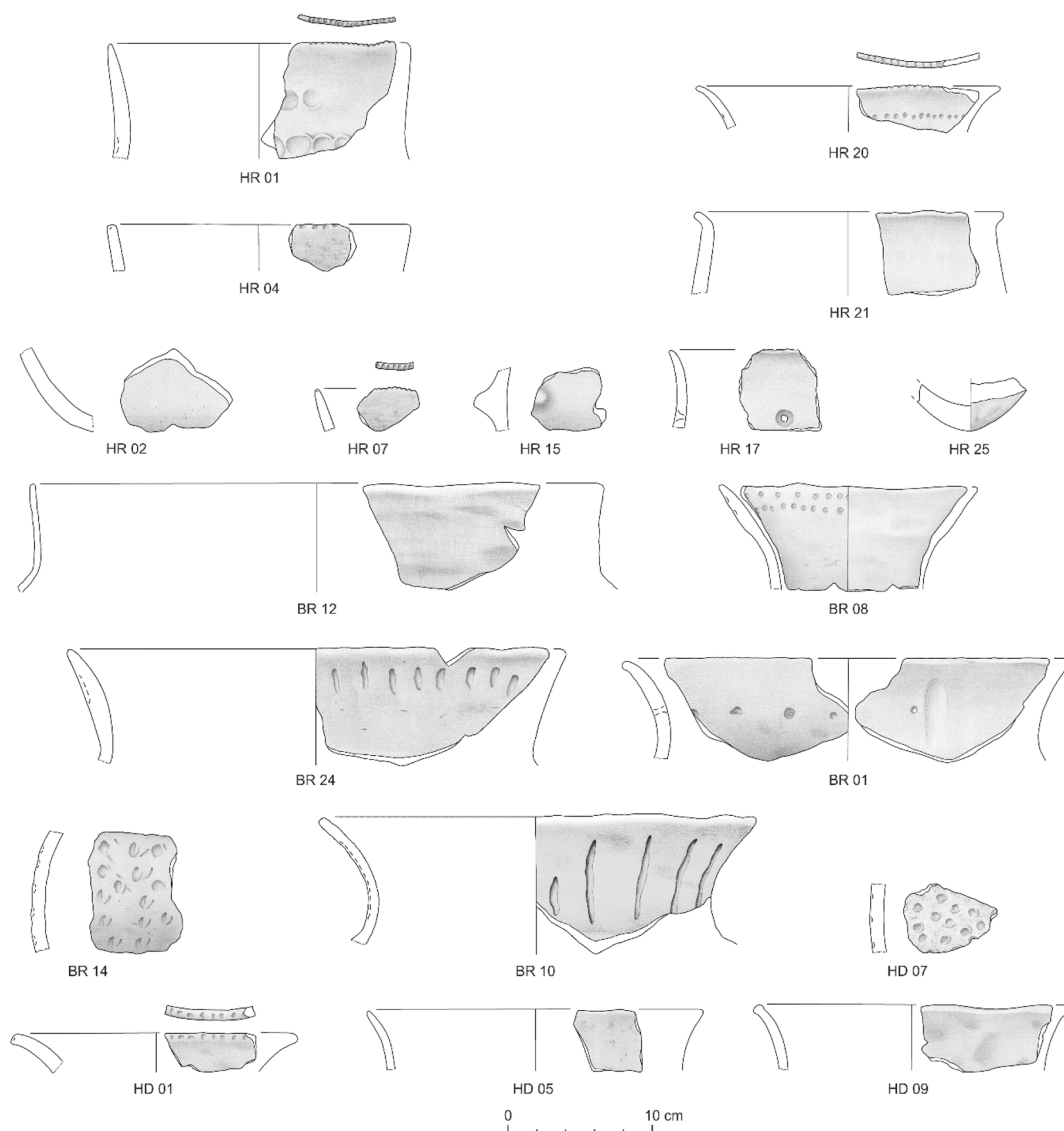 HR 01
HR 20
HR 04
HR 21
HR 02
HR 07
HR 15
HR 17
HR 25
BR 12
BR 08
BR 24
BR 01
BR 14
BR 10
HD 07
HD 01
HD 05
HD 09
0 10 cm